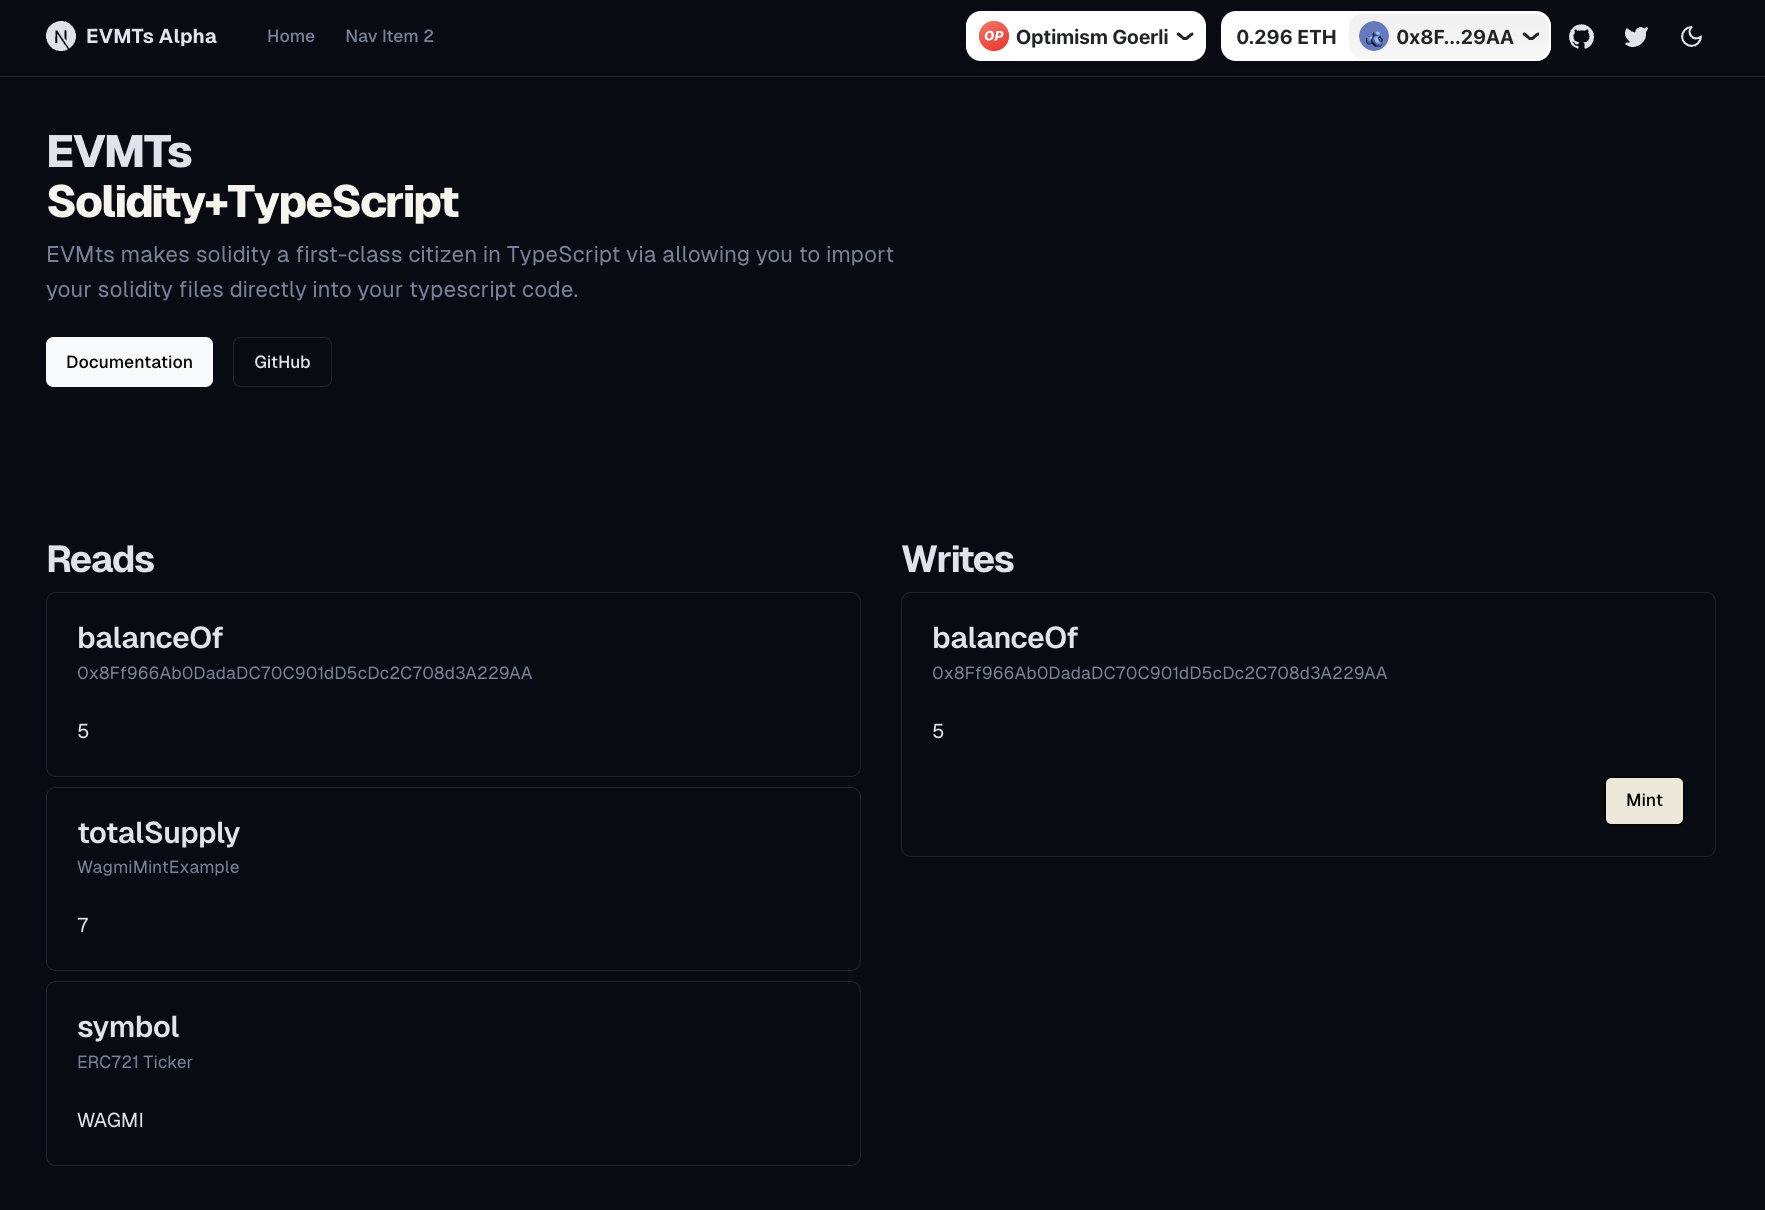 EVMTs Alpha
Home
Nav Item 2
OP
Optimism Goerli
0.296 ETH
0x8F...29AA
EVMTs
Solidity+TypeScript
EVMts makes solidity a first-class citizen in TypeScript via allowing you to import
your solidity files directly into your typescript code.
Documentation
GitHub
Reads
balanceOf
0x8Ff966Ab0DadaDC70C901dD5cDc2C708d3A229AA
5
totalSupply
WagmiMintExample
7
symbol
ERC721 Ticker
WAGMI
Writes
balanceOf
0x8Ff966Ab0DadaDC70C901dD5cDc2C708d3A229AA
5
Mint